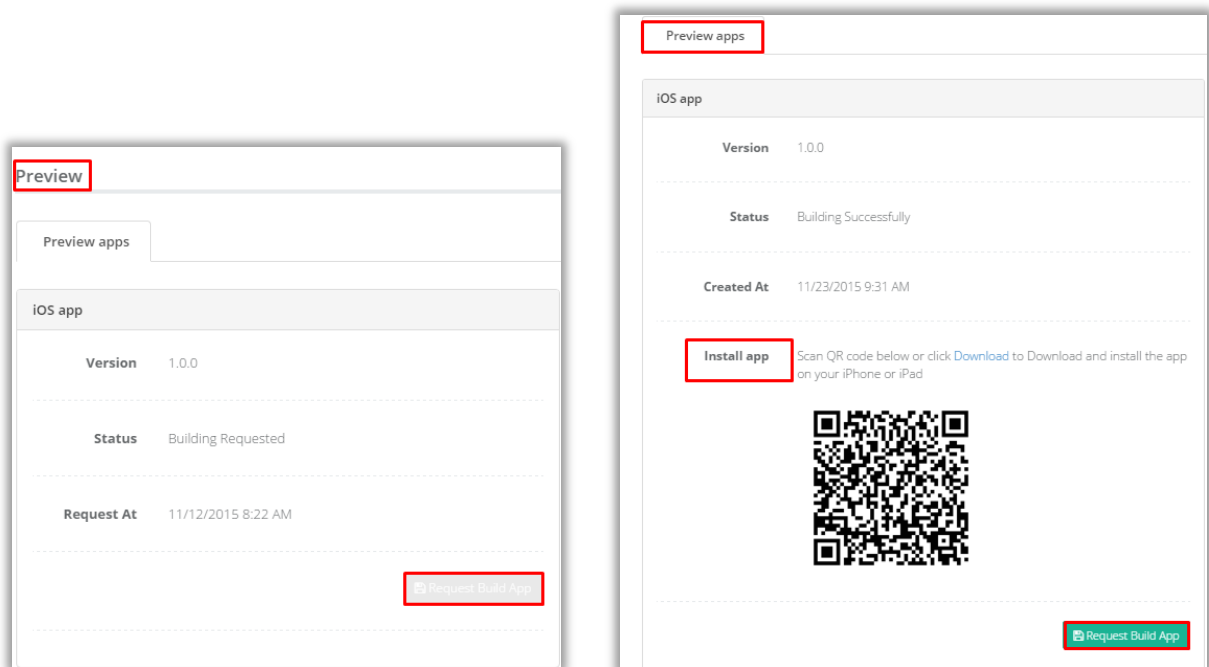 Preview
Preview apps
iOS app
Version 1.0.0
Status Building Requested
Request At 11/12/2015 8:22 AM
Request Build App
Preview apps
iOS app
Version 1.0.0
Status Building Successfully
Created At 11/23/2015 9:31 AM
Install app Scan QR code below or click Download to Download and install the app
on your iPhone or iPad
Request Build App